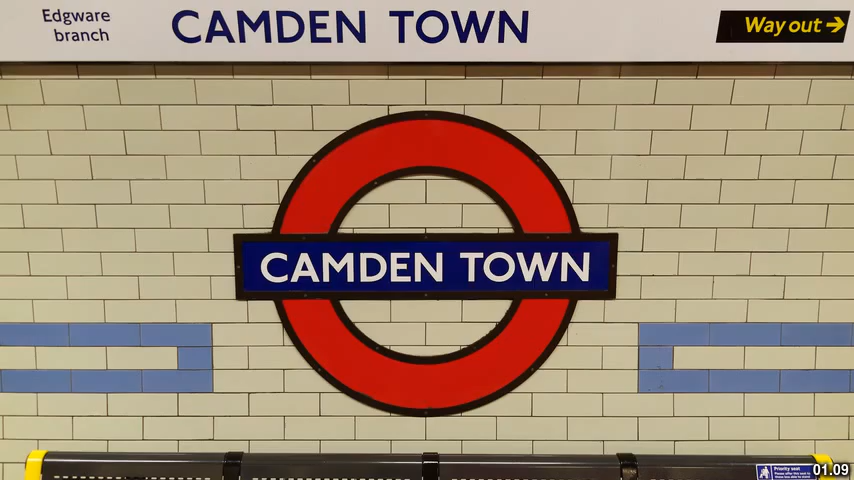 Edgware
branch
CAMDEN TOWN
Way out →
CAMDEN TOWN
Priority seat
01.09